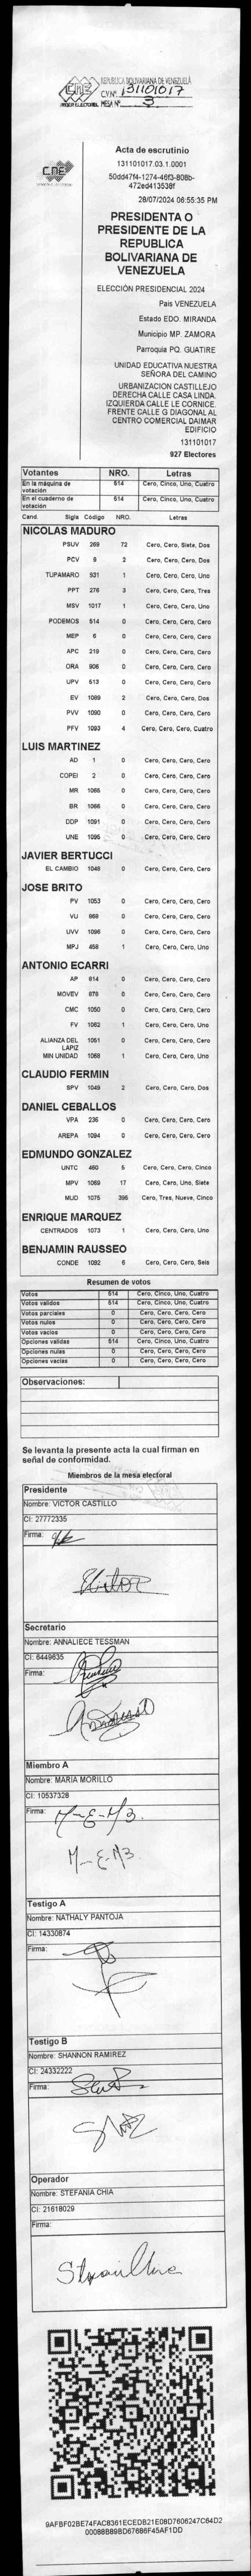 REPUBLICA BOLIVARIANA DE VENEZUELA
CNE
PODER ELECTORAL
C.V.Nº. 131101017
MESA Nº. 3
CNE
Acta de escrutinio
131101017.03.1.0001
50dd47f4-1274-46f3-808b-
472ed413538f
28/07/2024 06:55:35 PM
PRESIDENTA O
PRESIDENTE DE LA
REPUBLICA
BOLIVARIANA DE
VENEZUELA
ELECCIÓN PRESIDENCIAL 2024
Pais VENEZUELA
Estado EDO. MIRANDA
Municipio MP. ZAMORA
Parroquia PQ. GUATIRE
UNIDAD EDUCATIVA NUESTRA
SEÑORA DEL CAMINO
URBANIZACION CASTILLEJO
DERECHA CALLE CASA LINDA.
IZQUIERDA CALLE LE CORNICE.
FRENTE CALLE G DIAGONAL AL
CENTRO COMERCIAL DAIMAR
EDIFICIO
131101017
927 Electores
Votantes NRO. Letras
En la máquina de votación 514 Cero, Cinco, Uno, Cuatro
En el cuaderno de votación 514 Cero, Cinco, Uno, Cuatro
Cand. Sigla Código NRO. Letras
NICOLAS MADURO
PSUV 269 72 Cero, Cero, Siete, Dos
PCV 9 2 Cero, Cero, Cero, Dos
TUPAMARO 931 1 Cero, Cero, Cero, Uno
PPT 276 3 Cero, Cero, Cero, Tres
MSV 1017 1 Cero, Cero, Cero, Uno
PODEMOS 514 0 Cero, Cero, Cero, Cero
MEP 6 0 Cero, Cero, Cero, Cero
APC 219 0 Cero, Cero, Cero, Cero
ORA 906 0 Cero, Cero, Cero, Cero
UPV 513 0 Cero, Cero, Cero, Cero
EV 1089 2 Cero, Cero, Cero, Dos
PVV 1090 0 Cero, Cero, Cero, Cero
PFV 1093 4 Cero, Cero, Cero, Cuatro
LUIS MARTINEZ
AD 1 0 Cero, Cero, Cero, Cero
COPEI 2 0 Cero, Cero, Cero, Cero
MR 1065 0 Cero, Cero, Cero, Cero
BR 1066 0 Cero, Cero, Cero, Cero
DDP 1091 0 Cero, Cero, Cero, Cero
UNE 1095 0 Cero, Cero, Cero, Cero
JAVIER BERTUCCI
EL CAMBIO 1048 0 Cero, Cero, Cero, Cero
JOSE BRITO
PV 1053 0 Cero, Cero, Cero, Cero
VU 869 0 Cero, Cero, Cero, Cero
UVV 1096 0 Cero, Cero, Cero, Cero
MPJ 458 1 Cero, Cero, Cero, Uno
ANTONIO ECARRI
AP 914 0 Cero, Cero, Cero, Cero
MOVEV 878 0 Cero, Cero, Cero, Cero
CMC 1050 0 Cero, Cero, Cero, Cero
FV 1062 1 Cero, Cero, Cero, Uno
ALIANZA DEL LAPIZ 1051 0 Cero, Cero, Cero, Cero
MIN UNIDAD 1068 1 Cero, Cero, Cero, Uno
CLAUDIO FERMIN
SPV 1049 2 Cero, Cero, Cero, Dos
DANIEL CEBALLOS
VPA 236 0 Cero, Cero, Cero, Cero
AREPA 1094 0 Cero, Cero, Cero, Cero
EDMUNDO GONZALEZ
UNTC 460 5 Cero, Cero, Cero, Cinco
MPV 1069 17 Cero, Cero, Uno, Siete
MUD 1075 395 Cero, Tres, Nueve, Cinco
ENRIQUE MARQUEZ
CENTRADOS 1073 1 Cero, Cero, Cero, Uno
BENJAMIN RAUSSEO
CONDE 1092 6 Cero, Cero, Cero, Seis
Resumen de votos
Votos 514 Cero, Cinco, Uno, Cuatro
Votos validos 514 Cero, Cinco, Uno, Cuatro
Votos parciales 0 Cero, Cero, Cero, Cero
Votos nulos 0 Cero, Cero, Cero, Cero
Votos vacios 0 Cero, Cero, Cero, Cero
Opciones validas 514 Cero, Cinco, Uno, Cuatro
Opciones nulas 0 Cero, Cero, Cero, Cero
Opciones vacias 0 Cero, Cero, Cero, Cero
Observaciones:
Se levanta la presente acta la cual firman en
señal de conformidad.
Miembros de la mesa electoral
Presidente
Nombre: VICTOR CASTILLO
CI: 27772335
Firma:
Secretario
Nombre: ANNALIECE TESSMAN
CI: 6449635
Firma:
Miembro A
Nombre: MARIA MORILLO
CI: 10537328
Firma: M-E-M3.
M-E-M3.
Testigo A
Nombre: NATHALY PANTOJA
CI: 14330874
Firma:
Testigo B
Nombre: SHANNON RAMIREZ
CI: 24332222
Firma:
Operador
Nombre: STEFANIA CHIA
CI: 21618029
Firma:
9AFBF02BE74FAC8361ECEDB21E08D7606247C64D2
00088B89BD676B6F45AF1DD